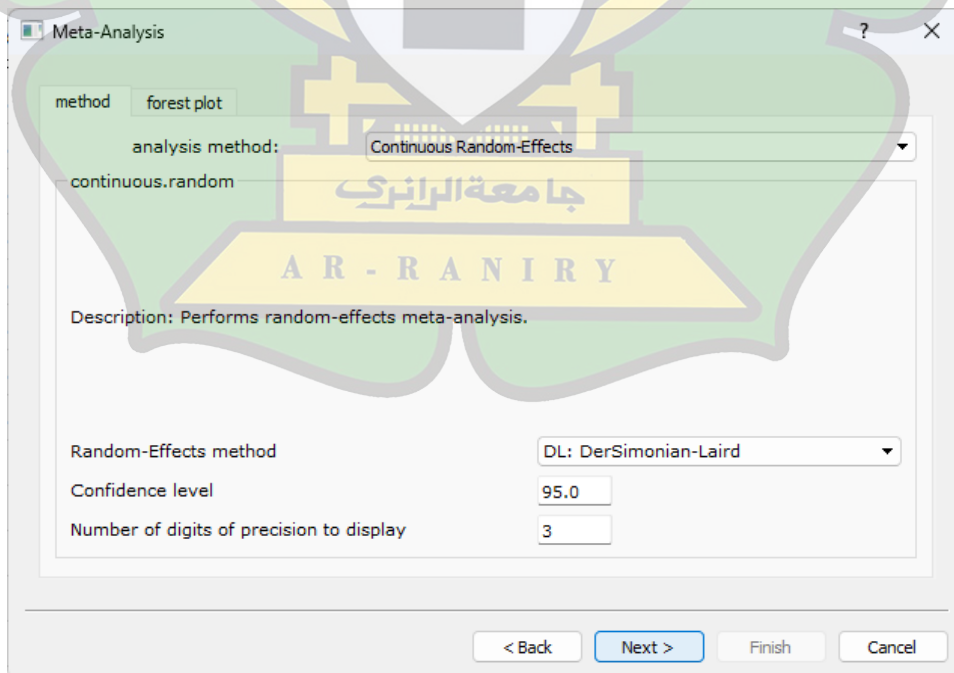 Meta-Analysis ? ×
method forest plot
analysis method: Continuous Random-Effects
continuous.random
جامعة الرانري
AR-RANIRY
Description: Performs random-effects meta-analysis.
Random-Effects method DL: DerSimonian-Laird
Confidence level 95.0
Number of digits of precision to display 3
< Back Next > Finish Cancel